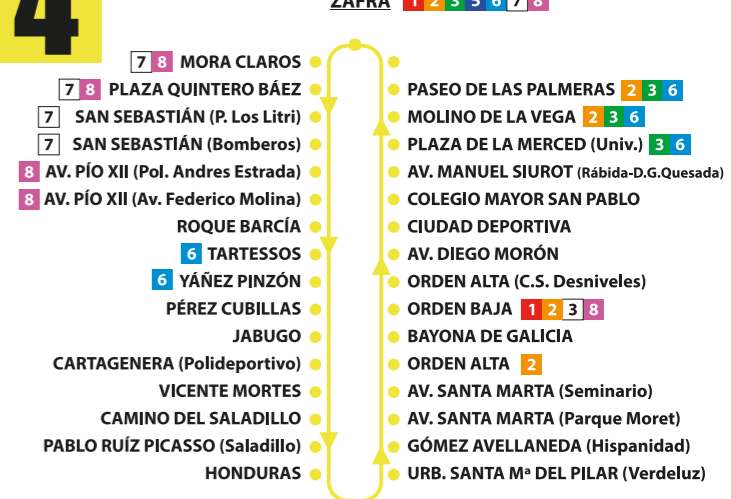 4
ZAFRA 1 2 3 5 6 7 8
7 8 MORA CLAROS
7 8 PLAZA QUINTERO BÁEZ
7 SAN SEBASTIÁN (P. Los Litri)
7 SAN SEBASTIÁN (Bomberos)
8 AV. PÍO XII (Pol. Andres Estrada)
8 AV. PÍO XII (Av. Federico Molina)
ROQUE BARCÍA
6 TARTESSOS
6 YÁÑEZ PINZÓN
PÉREZ CUBILLAS
JABUGO
CARTAGENERA (Polideportivo)
VICENTE MORTES
CAMINO DEL SALADILLO
PABLO RUÍZ PICASSO (Saladillo)
HONDURAS
PASEO DE LAS PALMERAS 2 3 6
MOLINO DE LA VEGA 2 3 6
PLAZA DE LA MERCED (Univ.) 3 6
AV. MANUEL SIUROT (Rábida-D.G.Quesada)
COLEGIO MAYOR SAN PABLO
CIUDAD DEPORTIVA
AV. DIEGO MORÓN
ORDEN ALTA (C.S. Desniveles)
ORDEN BAJA 1 2 3 8
BAYONA DE GALICIA
ORDEN ALTA 2
AV. SANTA MARTA (Seminario)
AV. SANTA MARTA (Parque Moret)
GÓMEZ AVELLANEDA (Hispanidad)
URB. SANTA Mª DEL PILAR (Verdeluz)